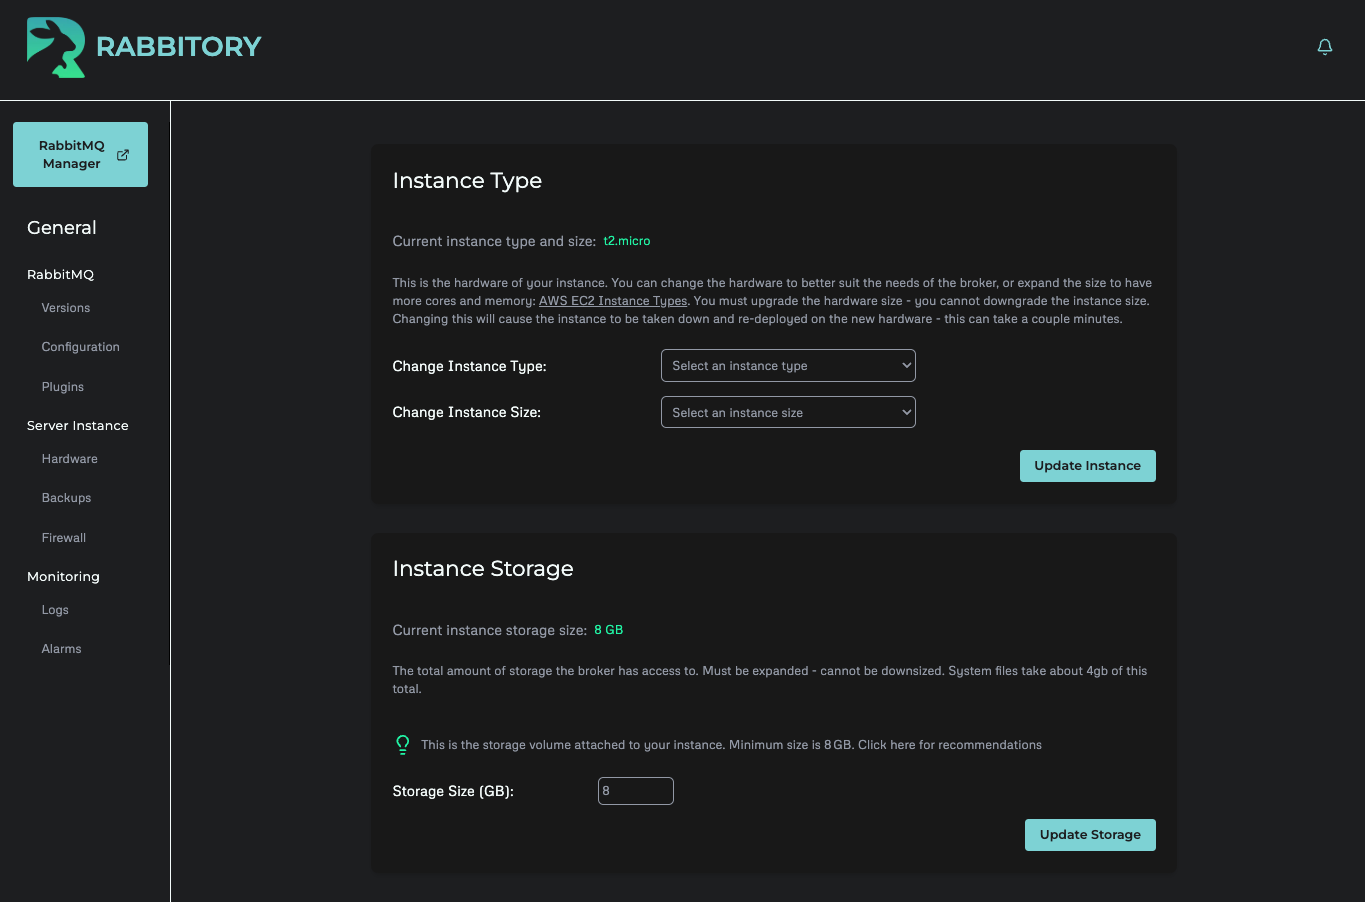 RABBITORY
RabbitMQ
Manager
General
RabbitMQ
Versions
Configuration
Plugins
Server Instance
Hardware
Backups
Firewall
Monitoring
Logs
Alarms
Instance Type
Current instance type and size: t2.micro
This is the hardware of your instance. You can change the hardware to better suit the needs of the broker, or expand the size to have
more cores and memory: AWS EC2 Instance Types. You must upgrade the hardware size - you cannot downgrade the instance size.
Changing this will cause the instance to be taken down and re-deployed on the new hardware - this can take a couple minutes.
Change Instance Type: Select an instance type
Change Instance Size: Select an instance size
Update Instance
Instance Storage
Current instance storage size: 8 GB
The total amount of storage the broker has access to. Must be expanded - cannot be downsized. System files take about 4gb of this
total.
This is the storage volume attached to your instance. Minimum size is 8 GB. Click here for recommendations
Storage Size (GB): 8
Update Storage